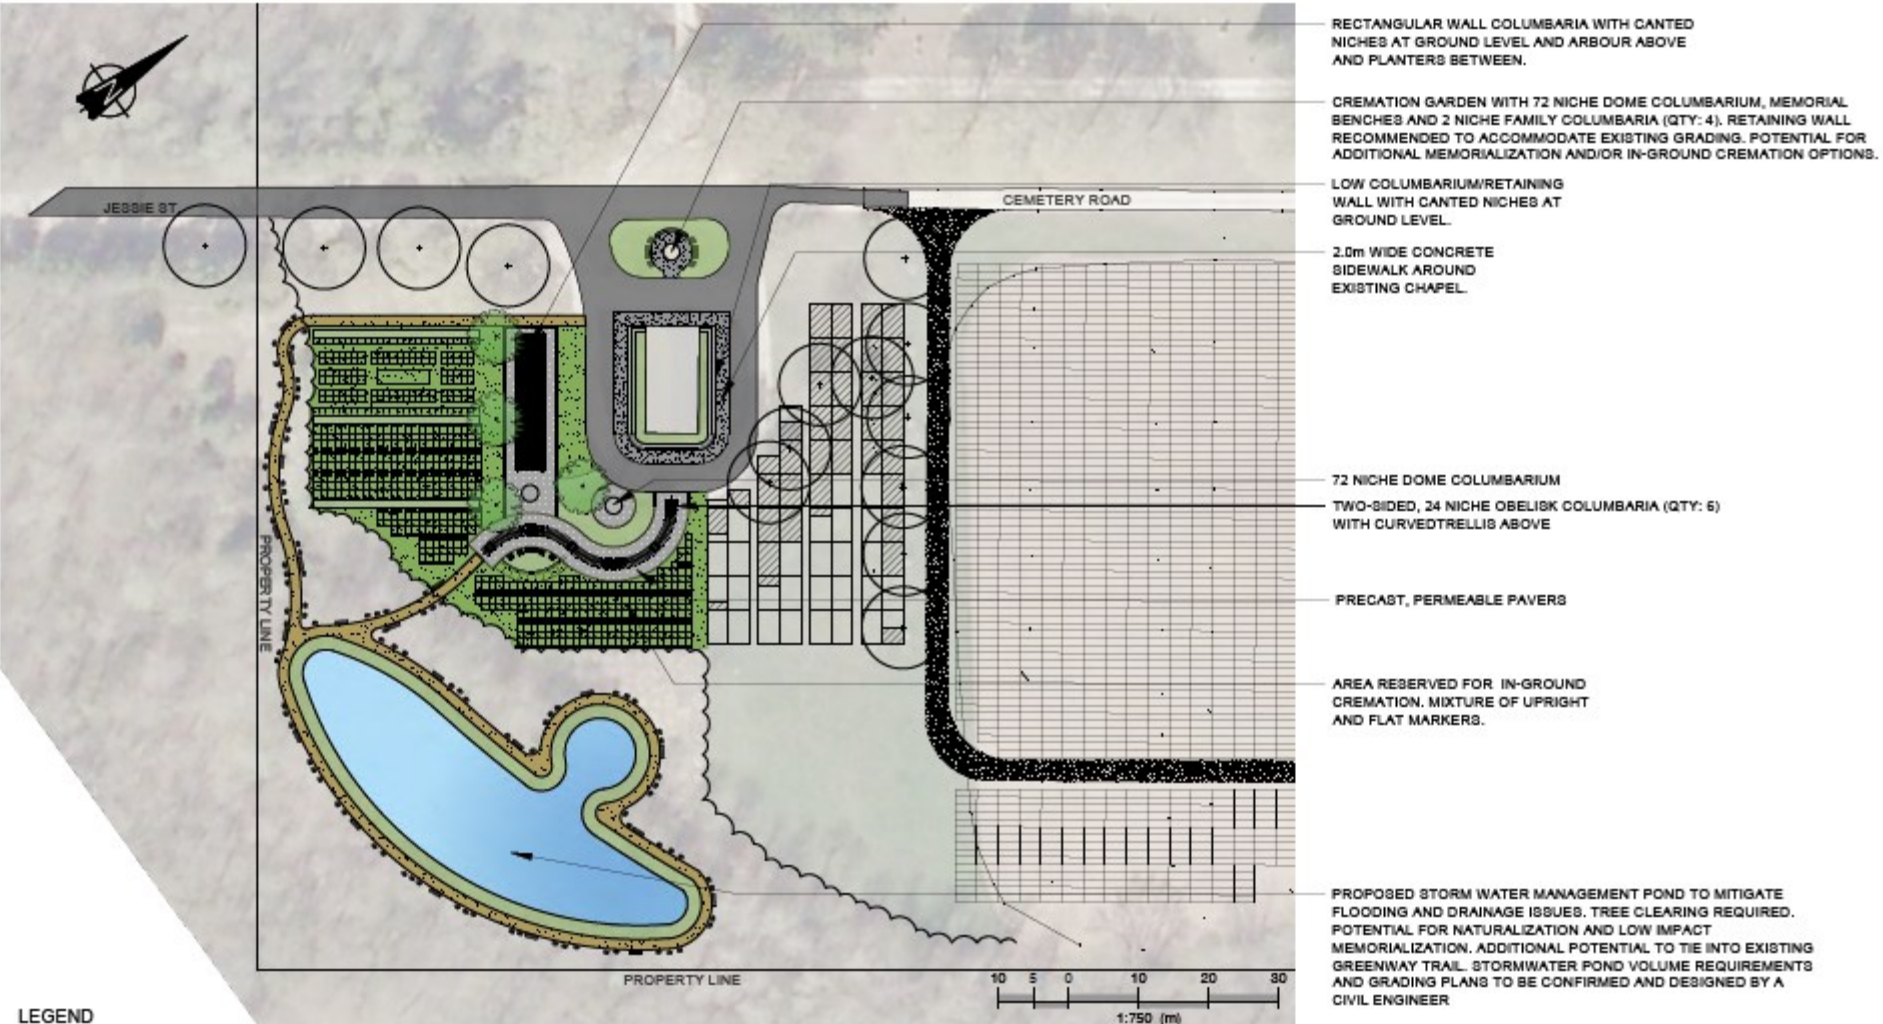 RECTANGULAR WALL COLUMBARIA WITH CANTED
NICHES AT GROUND LEVEL AND ARBOUR ABOVE
AND PLANTERS BETWEEN.
CREMATION GARDEN WITH 72 NICHE DOME COLUMBARIUM, MEMORIAL
BENCHES AND 2 NICHE FAMILY COLUMBARIA (QTY: 4). RETAINING WALL
RECOMMENDED TO ACCOMMODATE EXISTING GRADING. POTENTIAL FOR
ADDITIONAL MEMORIALIZATION AND/OR IN-GROUND CREMATION OPTIONS.
LOW COLUMBARIUM/RETAINING
WALL WITH CANTED NICHES AT
GROUND LEVEL.
JESSIE ST.
CEMETERY ROAD
2.0m WIDE CONCRETE
SIDEWALK AROUND
EXISTING CHAPEL.
72 NICHE DOME COLUMBARIUM
TWO-SIDED, 24 NICHE OBELISK COLUMBARIA (QTY: 6)
WITH CURVEDTRELLIS ABOVE
PRECAST, PERMEABLE PAVERS
PROPERTY LINE
AREA RESERVED FOR IN-GROUND
CREMATION. MIXTURE OF UPRIGHT
AND FLAT MARKERS.
PROPOSED STORM WATER MANAGEMENT POND TO MITIGATE
FLOODING AND DRAINAGE ISSUES. TREE CLEARING REQUIRED.
POTENTIAL FOR NATURALIZATION AND LOW IMPACT
MEMORIALIZATION. ADDITIONAL POTENTIAL TO TIE INTO EXISTING
GREENWAY TRAIL. STORMWATER POND VOLUME REQUIREMENTS
AND GRADING PLANS TO BE CONFIRMED AND DESIGNED BY A
CIVIL ENGINEER
PROPERTY LINE
10 5 0 10 20 30
1:750 (m)
LEGEND